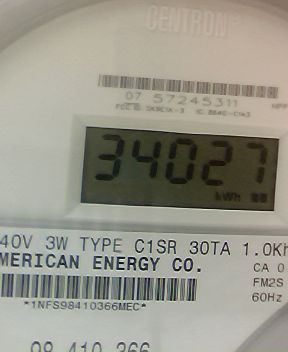 CENTRON®
07 57245311
34027
kWh
40V 3W TYPE C1SR 30TA 1.0Kh
MERICAN ENERGY CO.
CA 0
FM2S
*1NFS98410366MEC*
60Hz
98 410 366